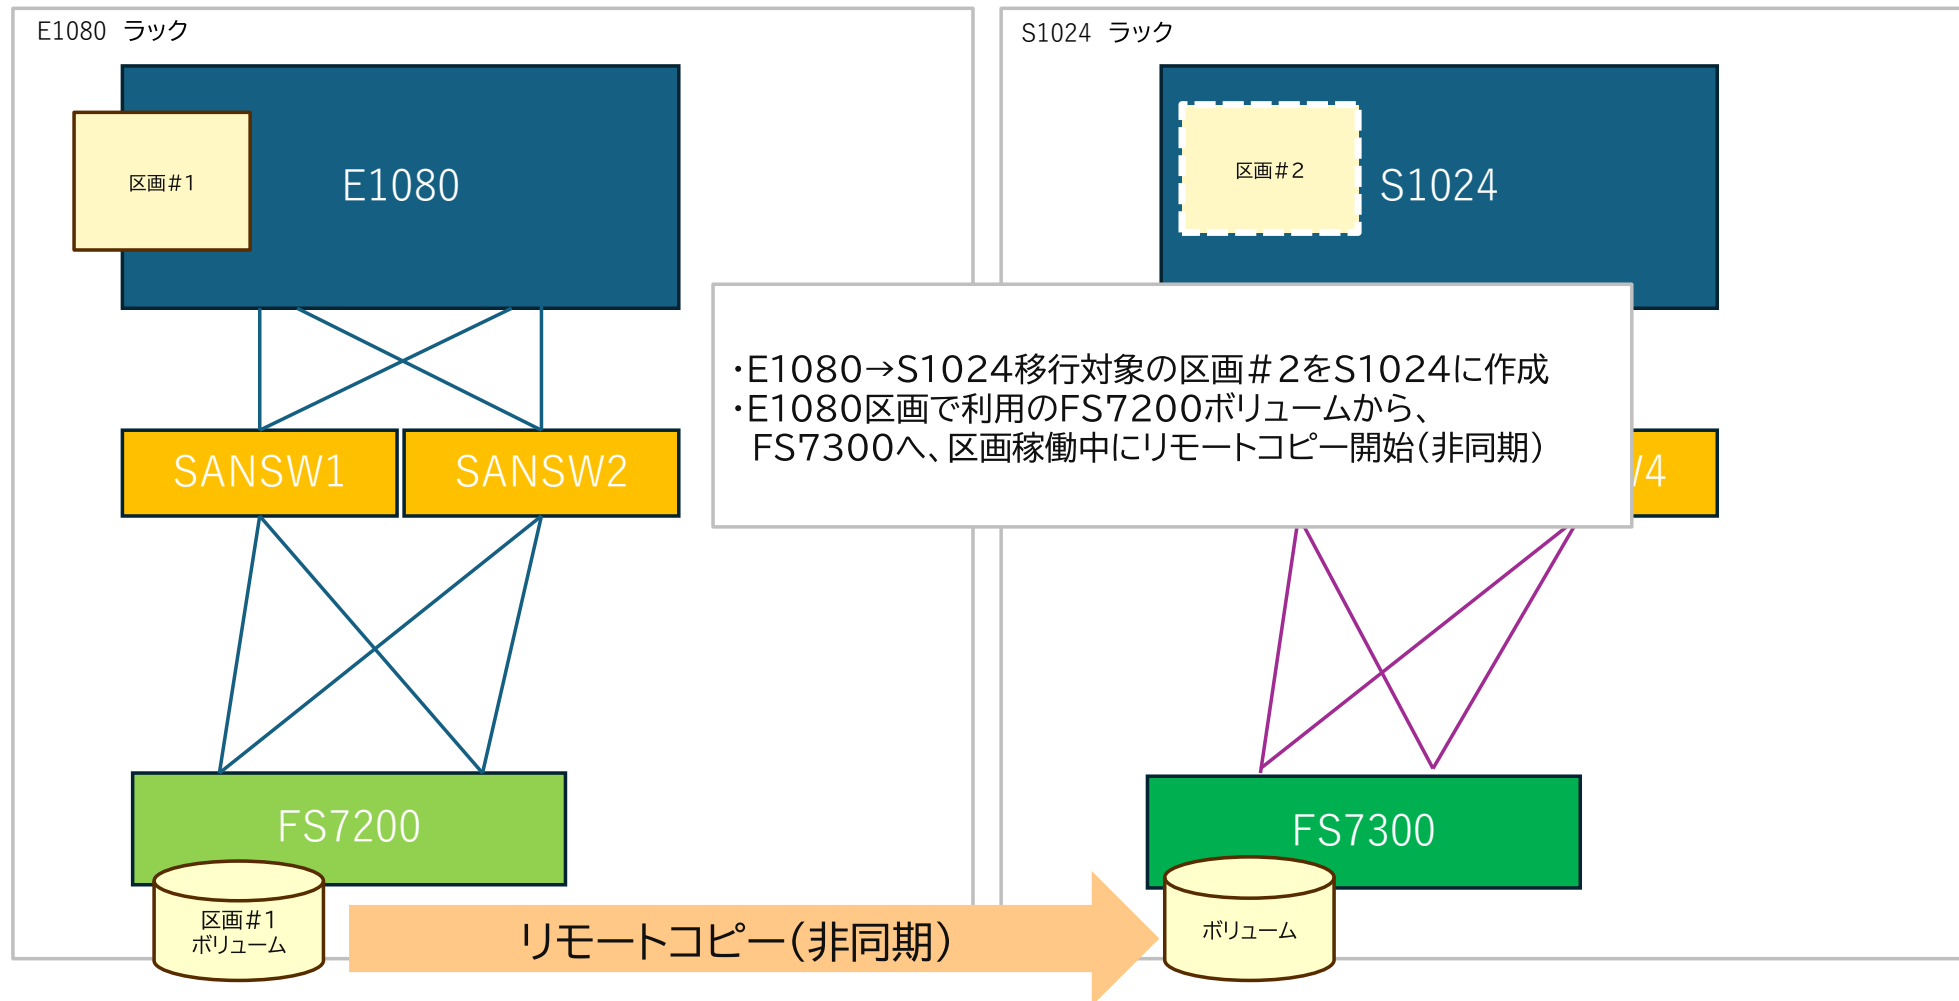 E1080 ラック
区画#1
E1080
SANSW1
SANSW2
FS7200
区画#1
ボリューム
リモートコピー(非同期)
S1024 ラック
区画#2
S1024
・E1080→S1024移行対象の区画#2をS1024に作成
・E1080区画で利用のFS7200ボリュームから、
FS7300へ、区画稼働中にリモートコピー開始(非同期)
FS7300
ボリューム